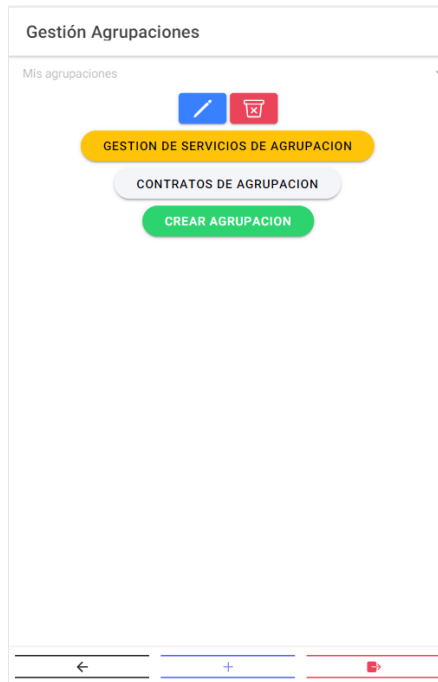 Gestión Agrupaciones
Mis agrupaciones
GESTION DE SERVICIOS DE AGRUPACION
CONTRATOS DE AGRUPACION
CREAR AGRUPACION